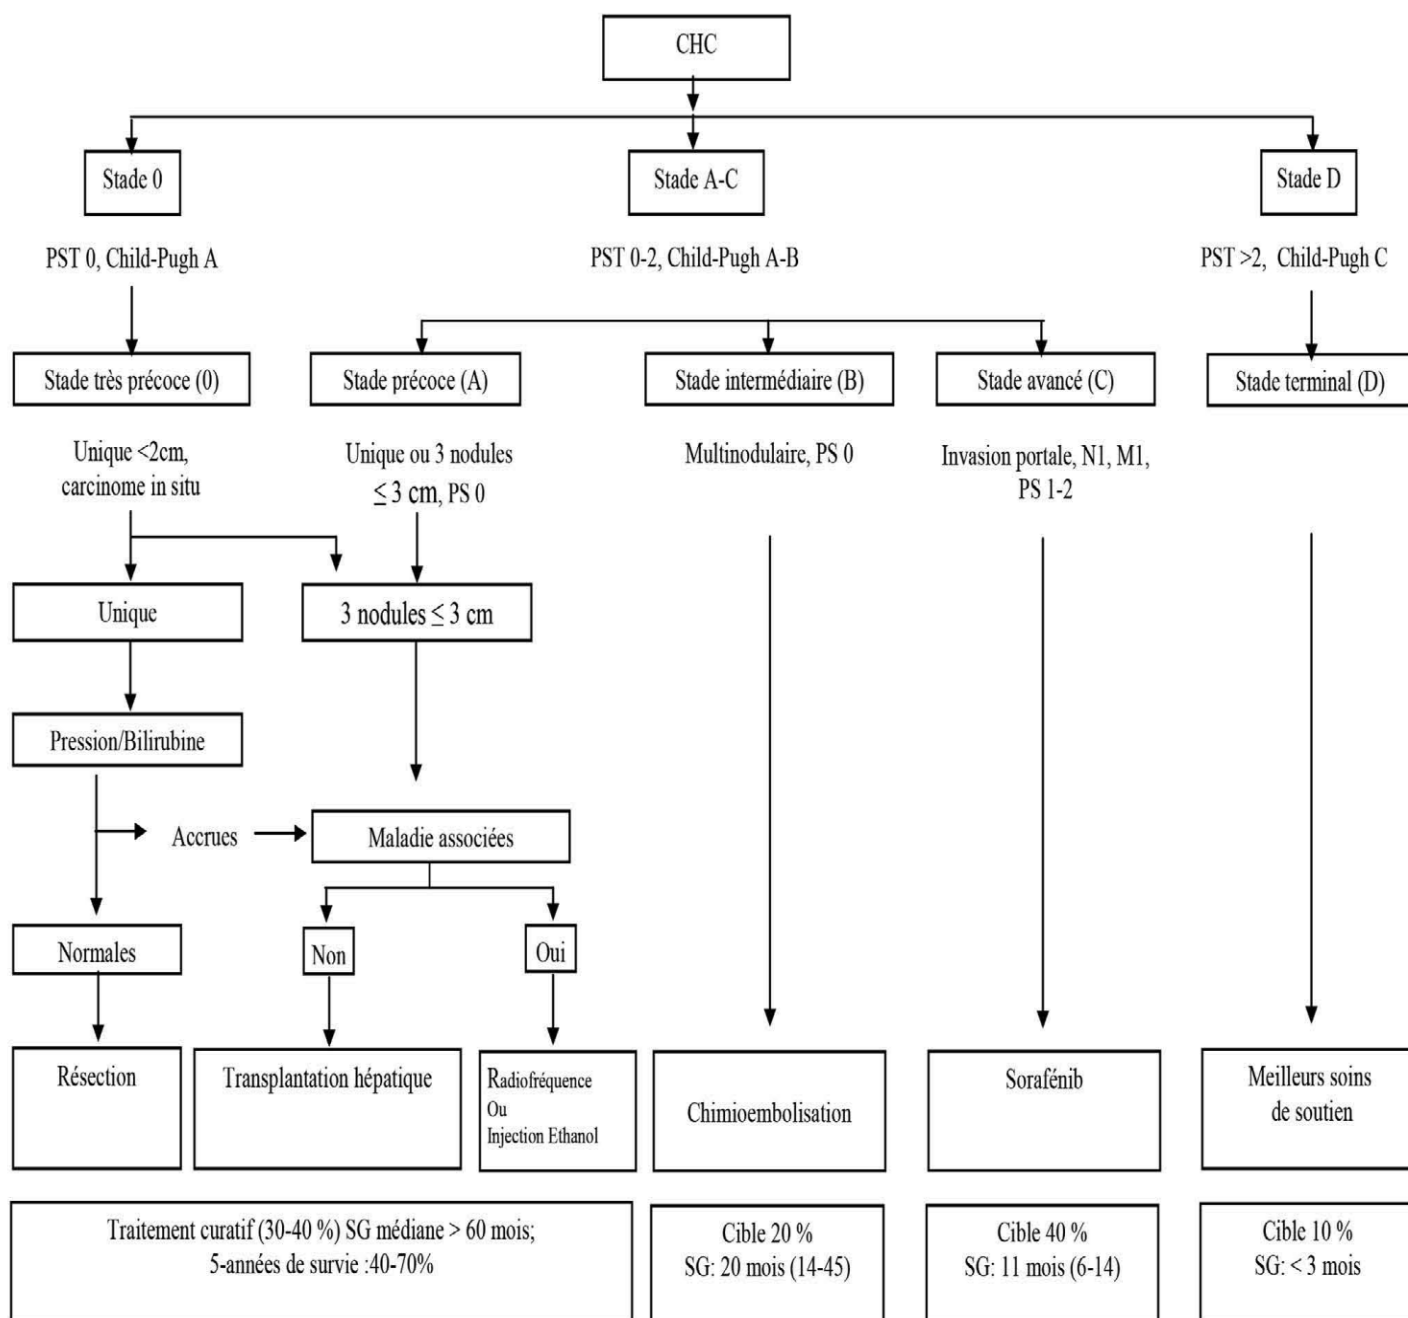 CHC
Stade 0
Stade A-C
Stade D
PST 0, Child-Pugh A
PST 0-2, Child-Pugh A-B
PST >2, Child-Pugh C
Stade très précoce (0)
Stade précoce (A)
Stade intermédiaire (B)
Stade avancé (C)
Stade terminal (D)
Unique <2cm,
carcinome in situ
Unique ou 3 nodules
≤ 3 cm, PS 0
Multinodulaire, PS 0
Invasion portale, N1, M1,
PS 1-2
Unique
3 nodules ≤ 3 cm
Pression/Bilirubine
Accrues
Maladie associées
Normales
Non
Oui
Résection
Transplantation hépatique
Radiofréquence
Ou
Injection Ethanol
Chimioembolisation
Sorafénib
Meilleurs soins
de soutien
Traitement curatif (30-40 %) SG médiane > 60 mois;
5-années de survie :40-70%
Cible 20 %
SG: 20 mois (14-45)
Cible 40 %
SG: 11 mois (6-14)
Cible 10 %
SG: < 3 mois